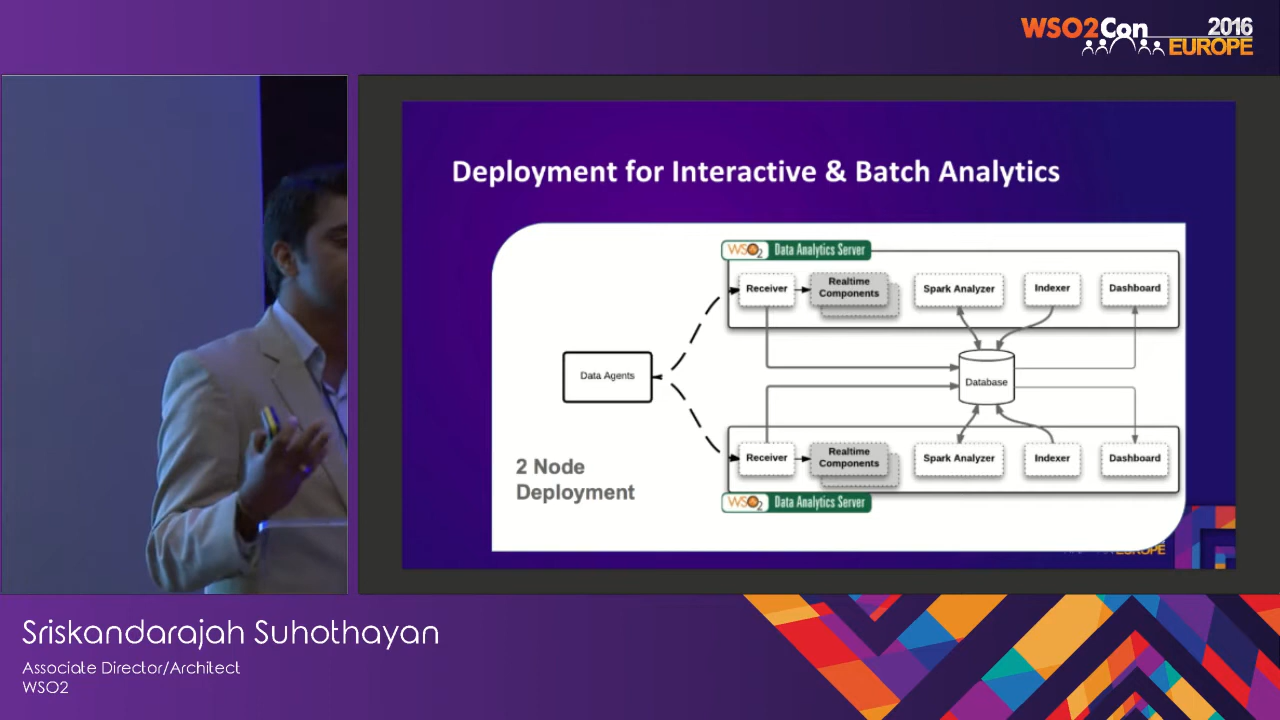 WSO2Con 2016
EUROPE
Deployment for Interactive & Batch Analytics
WSO2 Data Analytics Server
Receiver
Realtime
Components
Spark Analyzer
Indexer
Dashboard
Data Agents
Database
2 Node
Deployment
Receiver
Realtime
Components
Spark Analyzer
Indexer
Dashboard
WSO2 Data Analytics Server
EUROPE
Sriskandarajah Suhothayan
Associate Director/Architect
WSO2